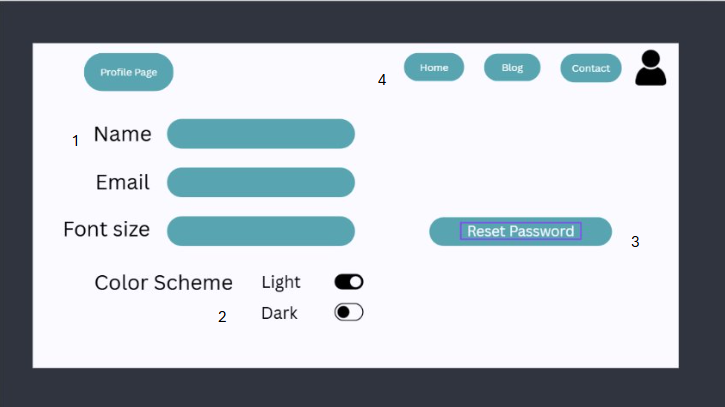 Profile Page
4 Home Blog Contact
1 Name
Email
Font size
Reset Password 3
Color Scheme Light
2 Dark